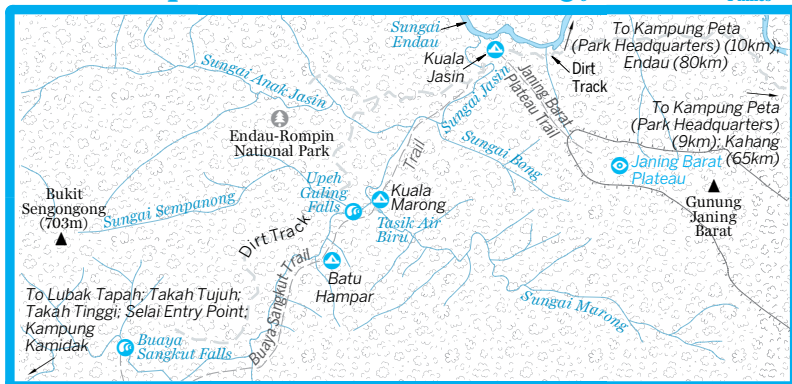 Sungai
Endau
To Kampung Peta
(Park Headquarters) (10km);
Endau (80km)
Kuala
Jasin
Dirt
Track
Janing Barat
Plateau Trail
Sungai Anak Jasin
Sungai Jasin
To Kampung Peta
(Park Headquarters)
(9km); Kahang
(65km)
Endau-Rompin
National Park
Trail
Sungai Bong
Janing Barat
Plateau
Upeh
Guling
Falls
Kuala
Marong
Gunung
Janing
Barat
Bukit
Sengongong
(703m)
Sungai Sempanong
Tasik Air
Biru
Dirt Track
Buaya Sangkut Trail
Batu
Hampar
Sungai Marong
To Lubak Tapah; Takah Tujuh;
Takah Tinggi; Selai Entry Point;
Kampung
Kamidak
Buaya
Sangkut Falls